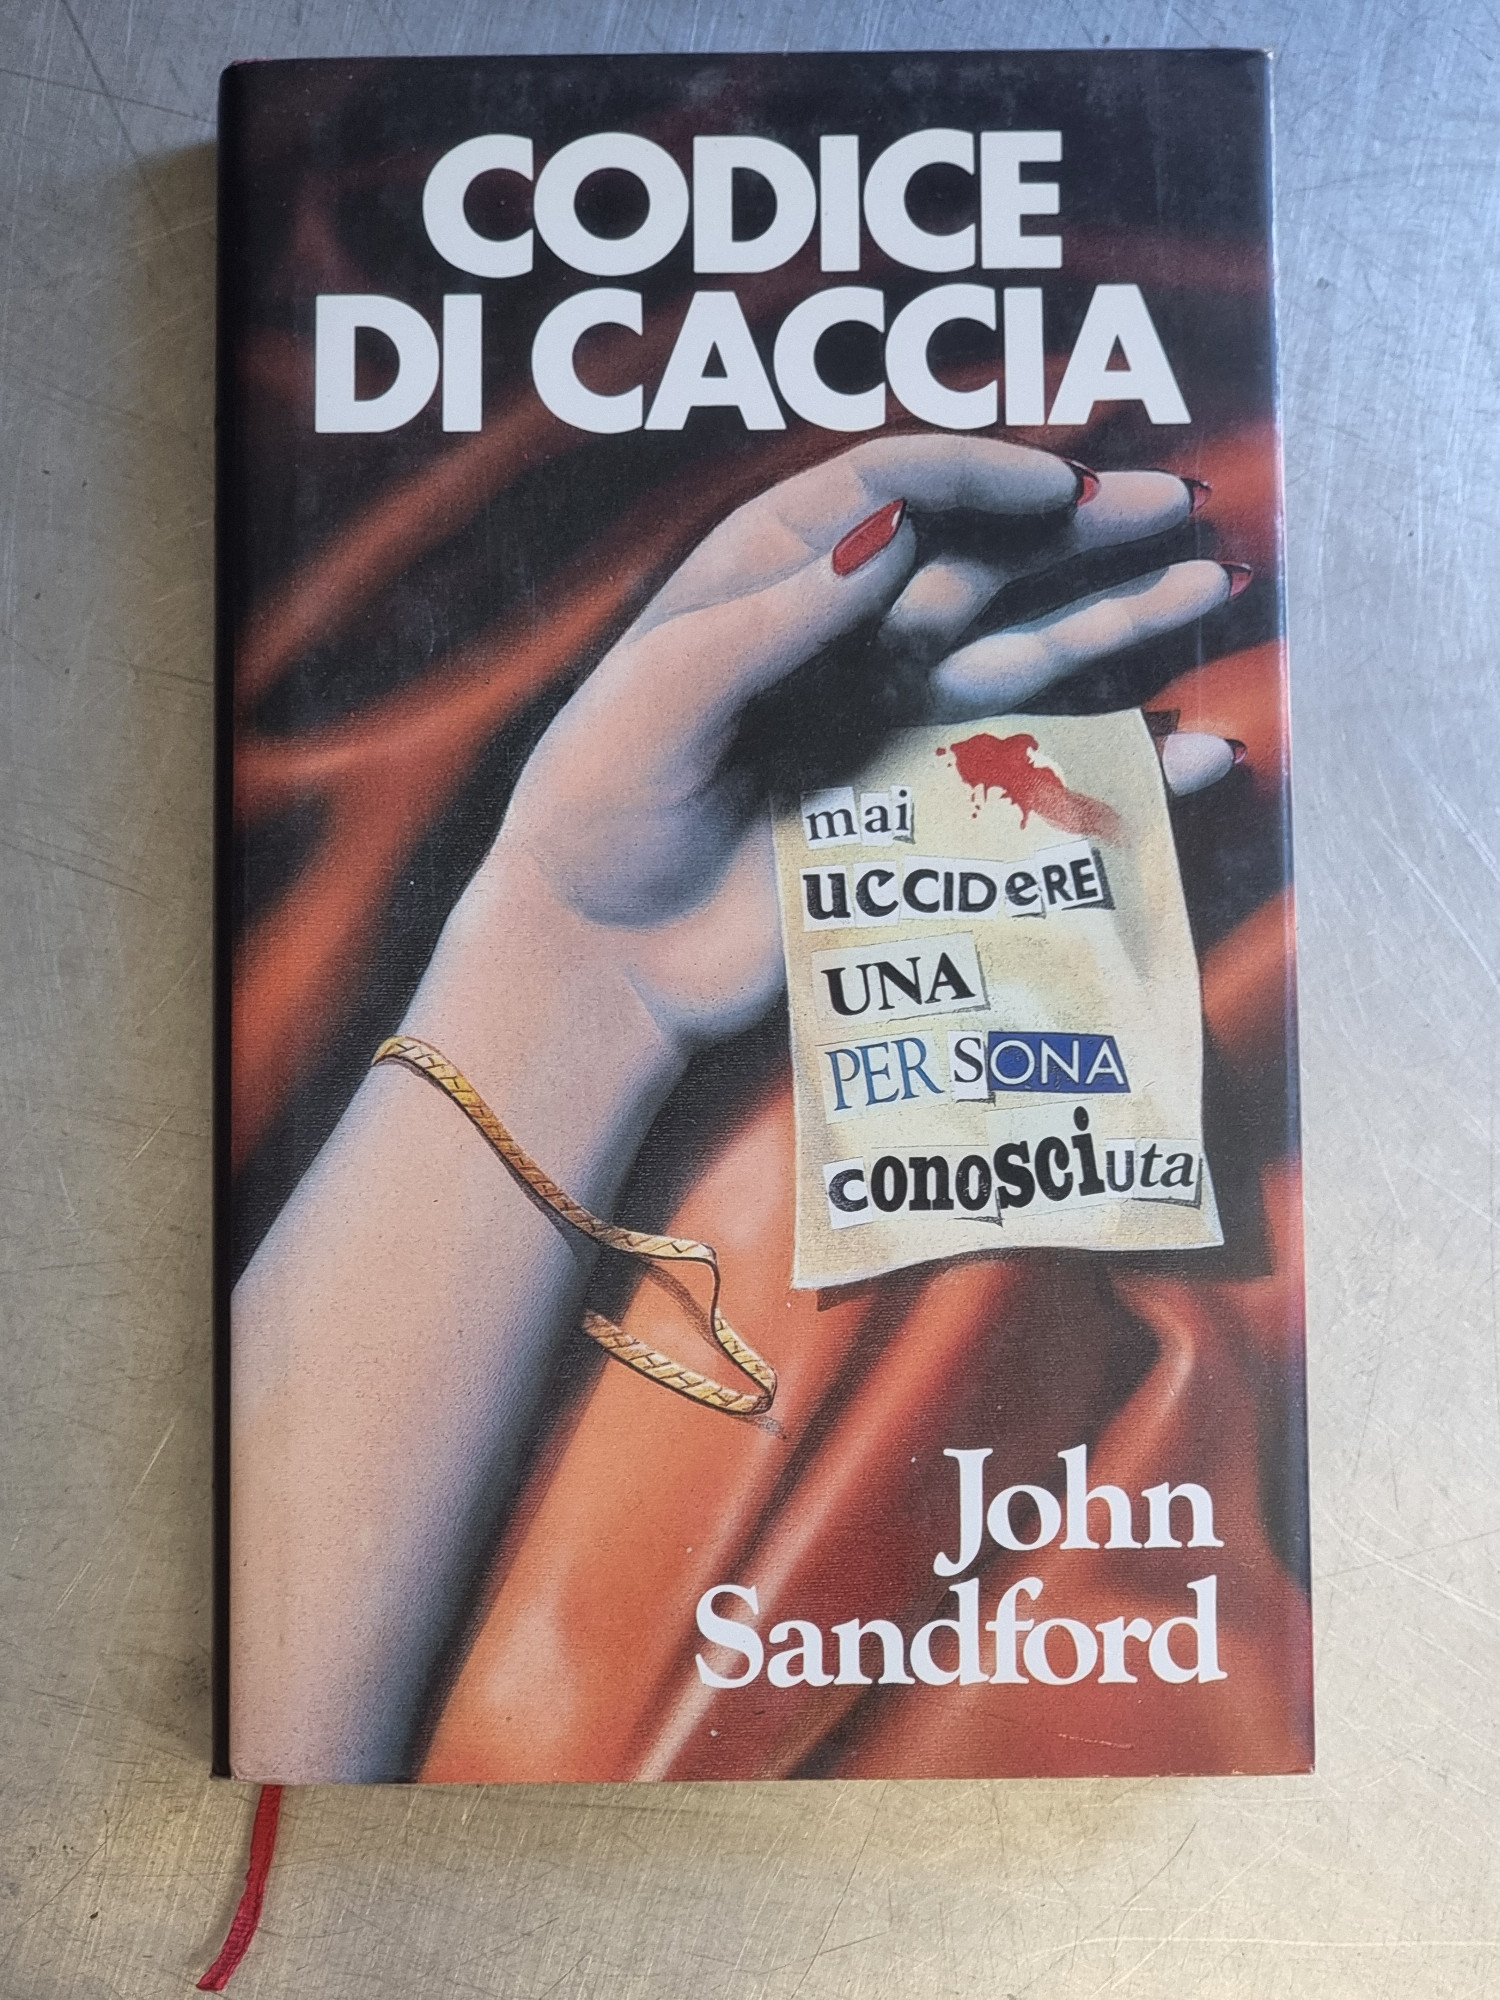 CODICE
DI CACCIA
mai
uccIDeRE
UNA
PERSONA
conosciuta
John
Sandford